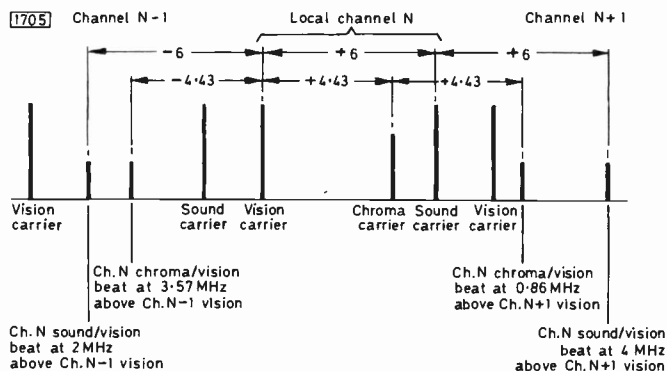 1705
Channel N-1
Local channel N
Channel N+1
-6
+6
+6
-4·43
+4·43
+4·43
Vision
carrier
Sound
carrier
Vision
carrier
Chroma
carrier
Sound
carrier
Vision
carrier
Ch.N chroma/vision
beat at 3·57MHz
above Ch.N-1 vision
Ch.N chroma/vision
beat at 0·86MHz
above Ch.N+1 vision
Ch.N sound/vision
beat at 2MHz
above Ch.N-1 vision
Ch.N sound/vision
beat at 4 MHz
above Ch.N+1 vision